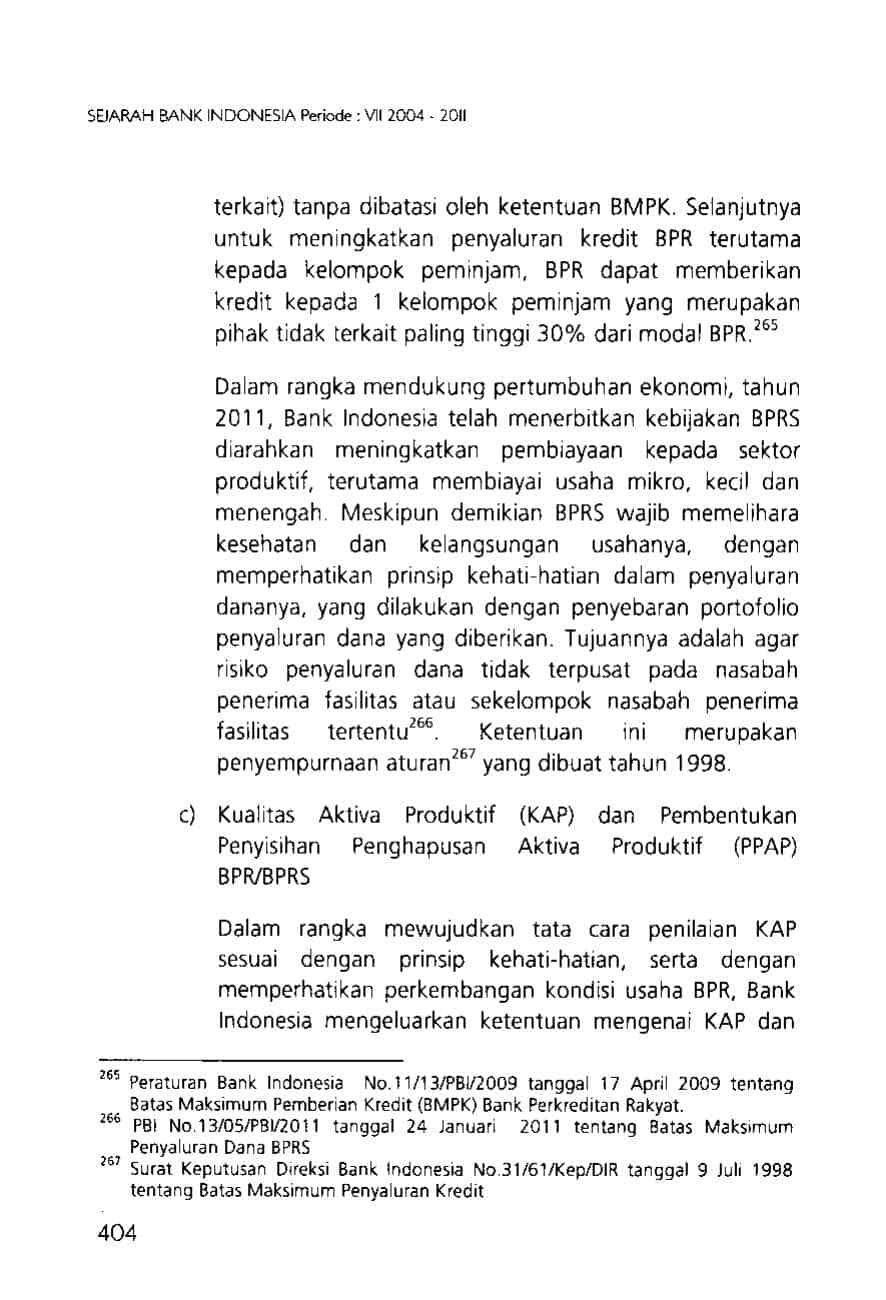 SEJARAH BANK INDONESIA Periode : VII 2004 - 2011
terkait) tanpa dibatasi oleh ketentuan BMPK. Selanjutnya
untuk meningkatkan penyaluran kredit BPR terutama
kepada kelompok peminjam, BPR dapat memberikan
kredit kepada 1 kelompok peminjam yang merupakan
pihak tidak terkait paling tinggi 30% dari modal BPR.265
Dalam rangka mendukung pertumbuhan ekonomi, tahun
2011, Bank Indonesia telah menerbitkan kebijakan BPRS
diarahkan meningkatkan pembiayaan kepada sektor
produktif, terutama membiayai usaha mikro, kecil dan
menengah. Meskipun demikian BPRS wajib memelihara
kesehatan dan kelangsungan usahanya, dengan
memperhatikan prinsip kehati-hatian dalam penyaluran
dananya, yang dilakukan dengan penyebaran portofolio
penyaluran dana yang diberikan. Tujuannya adalah agar
risiko penyaluran dana tidak terpusat pada nasabah
penerima fasilitas atau sekelompok nasabah penerima
fasilitas tertentu266. Ketentuan ini merupakan
penyempurnaan aturan267 yang dibuat tahun 1998.
c) Kualitas Aktiva Produktif (KAP) dan Pembentukan
Penyisihan Penghapusan Aktiva Produktif (PPAP)
BPR/BPRS
Dalam rangka mewujudkan tata cara penilaian KAP
sesuai dengan prinsip kehati-hatian, serta dengan
memperhatikan perkembangan kondisi usaha BPR, Bank
Indonesia mengeluarkan ketentuan mengenai KAP dan
265 Peraturan Bank Indonesia No.11/13/PBI/2009 tanggal 17 April 2009 tentang
Batas Maksimum Pemberian Kredit (BMPK) Bank Perkreditan Rakyat.
266 PBI No.13/05/PBI/2011 tanggal 24 Januari 2011 tentang Batas Maksimum
Penyaluran Dana BPRS
267 Surat Keputusan Direksi Bank Indonesia No.31/61/Kep/DIR tanggal 9 Juli 1998
tentang Batas Maksimum Penyaluran Kredit
404